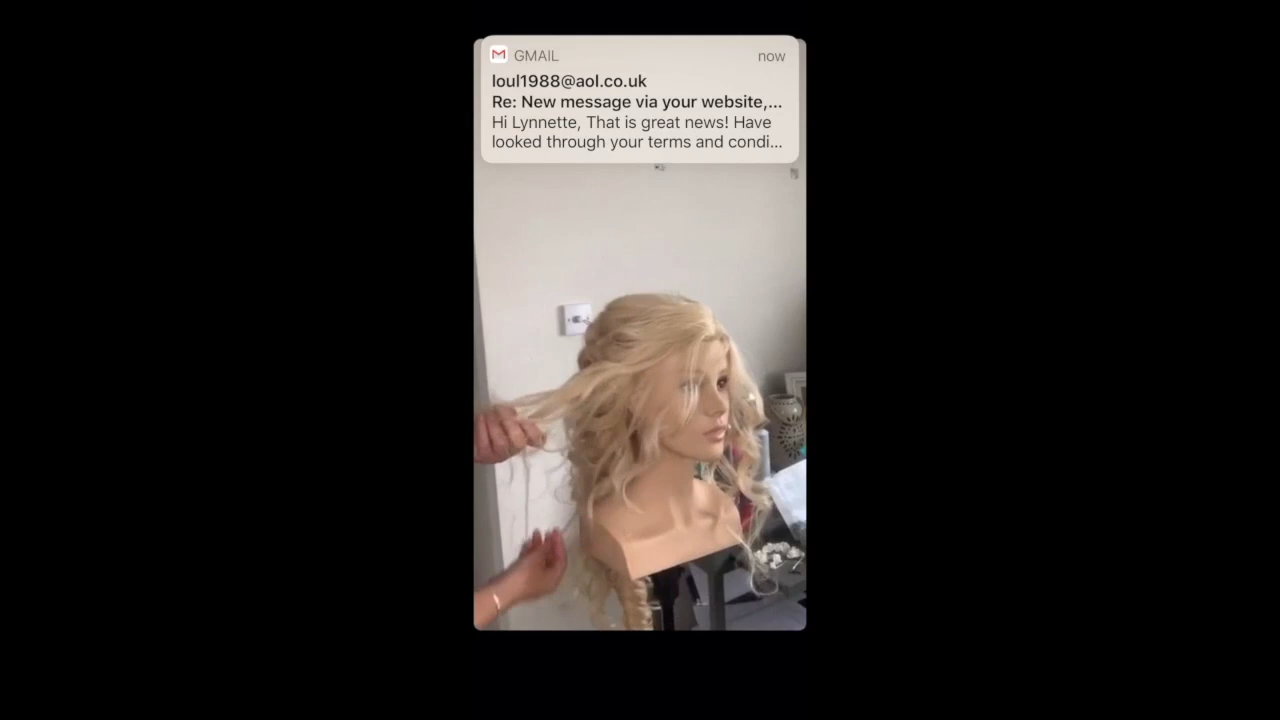 GMAIL now
loul1988@aol.co.uk
Re: New message via your website,...
Hi Lynnette, That is great news! Have
looked through your terms and condi...